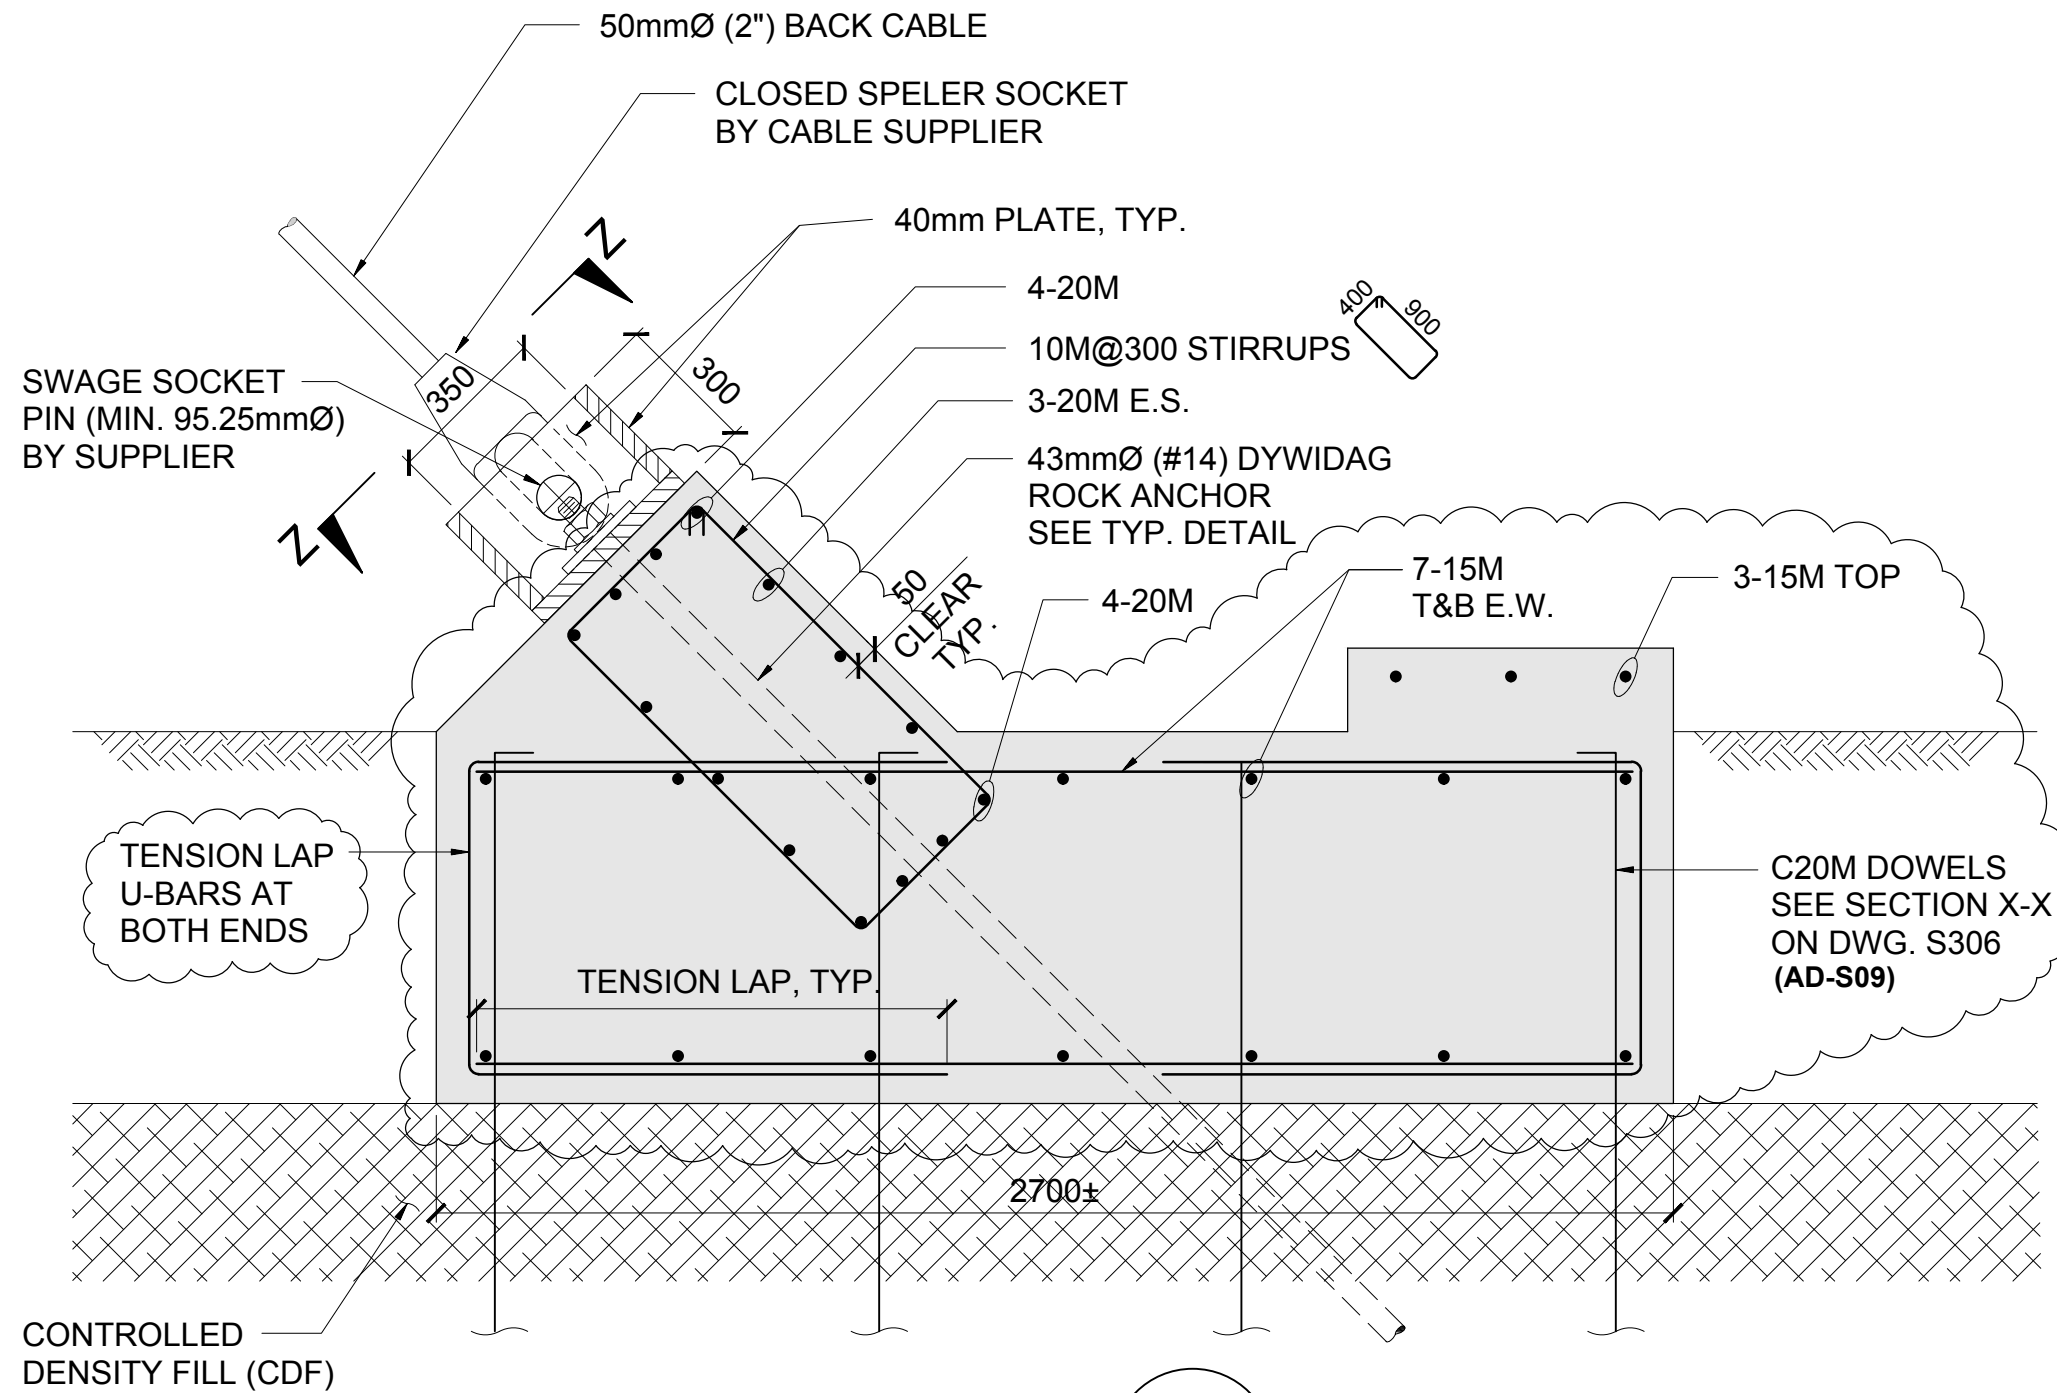 50mmØ (2") BACK CABLE
CLOSED SPELER SOCKET
BY CABLE SUPPLIER
40mm PLATE, TYP.
Z
4-20M
400
900
10M@300 STIRRUPS
300
350
SWAGE SOCKET
PIN (MIN. 95.25mmØ)
BY SUPPLIER
3-20M E.S.
43mmØ (#14) DYWIDAG
ROCK ANCHOR
SEE TYP. DETAIL
Z
50
CLEAR
TYP.
4-20M
7-15M
T&B E.W.
3-15M TOP
TENSION LAP
U-BARS AT
BOTH ENDS
C20M DOWELS
SEE SECTION X-X
ON DWG. S306
(AD-S09)
TENSION LAP, TYP.
2700±
CONTROLLED
DENSITY FILL (CDF)